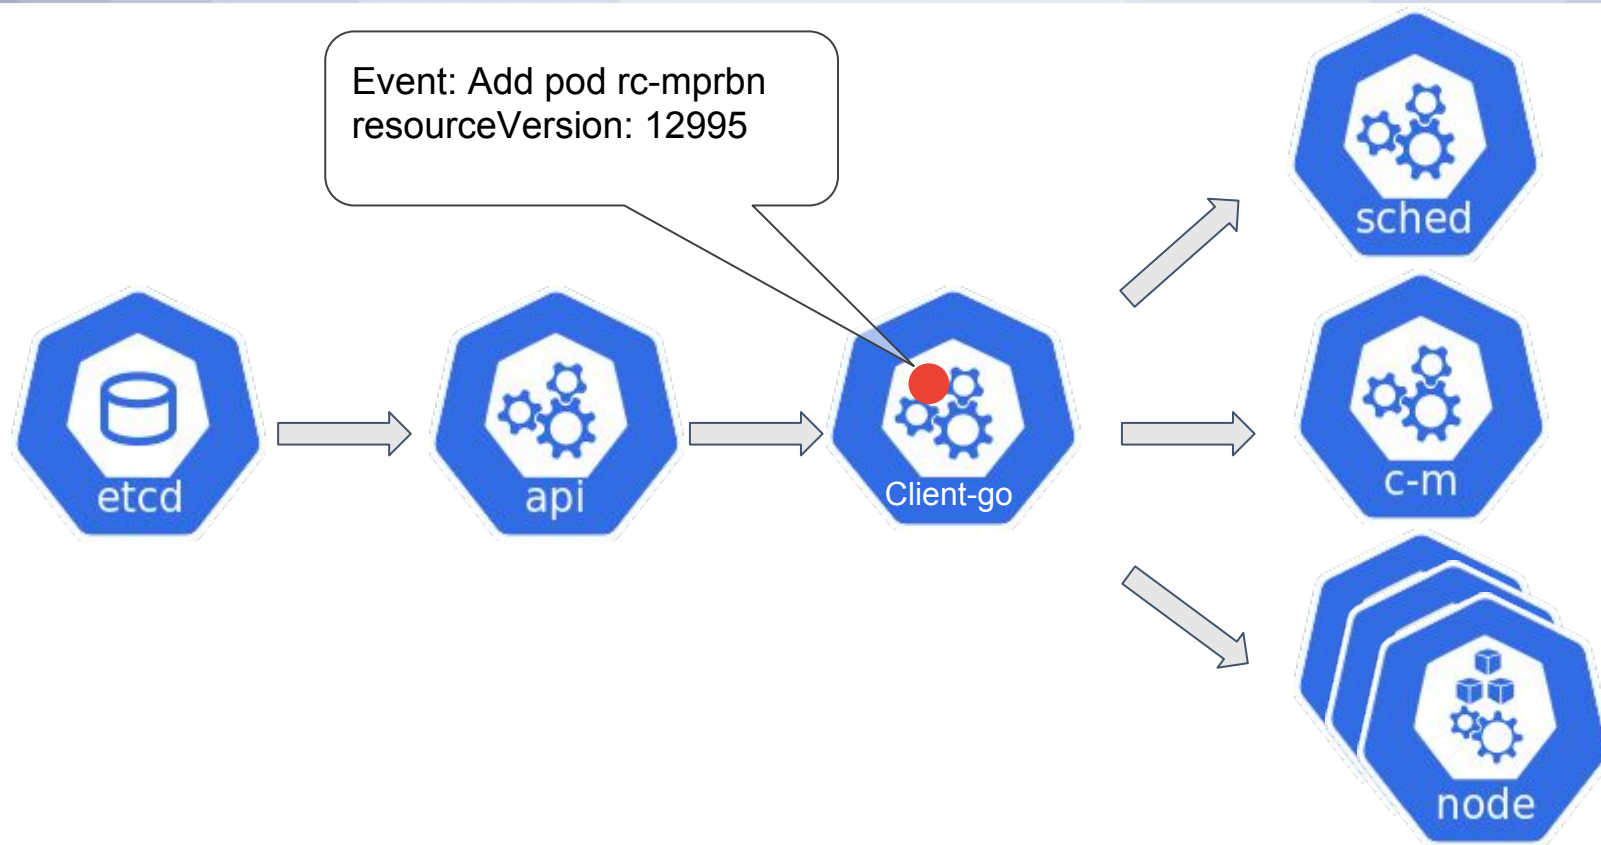 Event: Add pod rc-mprbn
resourceVersion: 12995
sched
etcd
api
Client-go
c-m
node